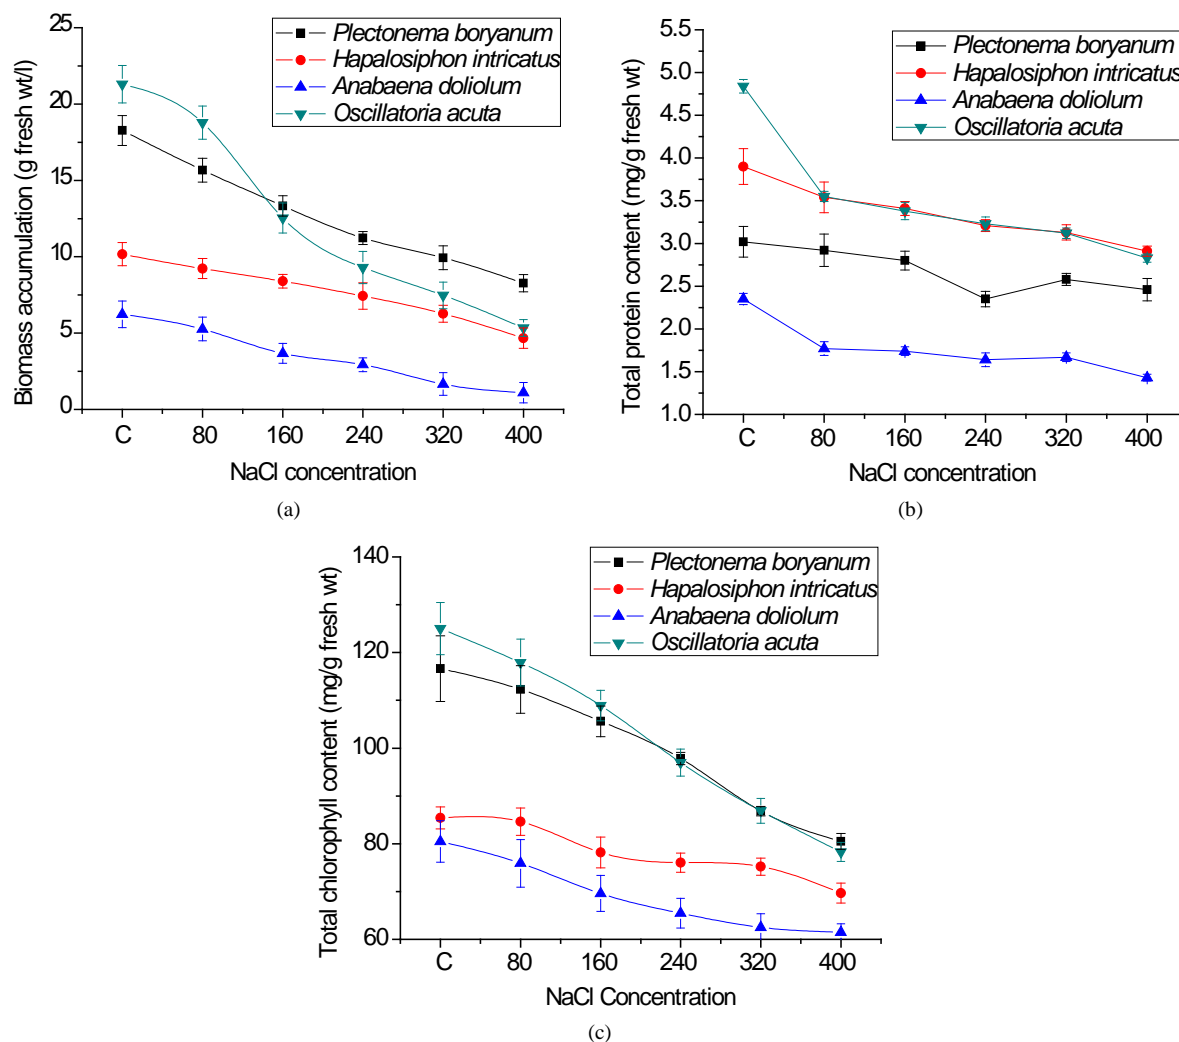 Biomass accumulation (g fresh wt/l)
25
20
15
10
5
0
Plectonema boryanum
Hapalosiphon intricatus
Anabaena doliolum
Oscillatoria acuta
C 80 160 240 320 400
NaCl concentration
(a)
Total protein content (mg/g fresh wt)
5.5
5.0
4.5
4.0
3.5
3.0
2.5
2.0
1.5
1.0
Plectonema boryanum
Hapalosiphon intricatus
Anabaena doliolum
Oscillatoria acuta
C 80 160 240 320 400
NaCl concentration
(b)
Total chlorophyll content (mg/g fresh wt)
140
120
100
80
60
Plectonema boryanum
Hapalosiphon intricatus
Anabaena doliolum
Oscillatoria acuta
C 80 160 240 320 400
NaCl Concentration
(c)